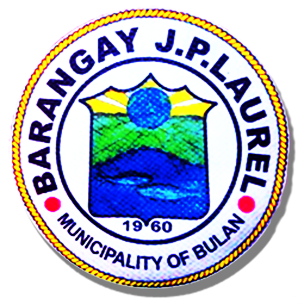 BARANGAY J.P.LAUREL
1960
MUNICIPALITY OF BULAN